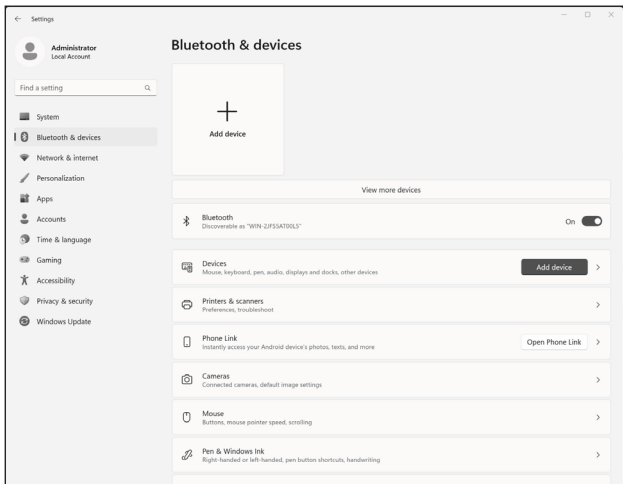 Settings
Administrator
Local Account
Find a setting
System
Bluetooth & devices
Network & internet
Personalization
Apps
Accounts
Time & language
Gaming
Accessibility
Privacy & security
Windows Update
Bluetooth & devices
Add device
View more devices
Bluetooth
Discoverable as "WIN-2JFSSAT00LS"
On
Devices
Mouse, keyboard, pen, audio, displays and docks, other devices
Add device
Printers & scanners
Preferences, troubleshoot
Phone Link
Instantly access your Android device's photos, texts, and more
Open Phone Link
Cameras
Connected cameras, default image settings
Mouse
Buttons, mouse pointer speed, scrolling
Pen & Windows Ink
Right-handed or left-handed, pen button shortcuts, handwriting